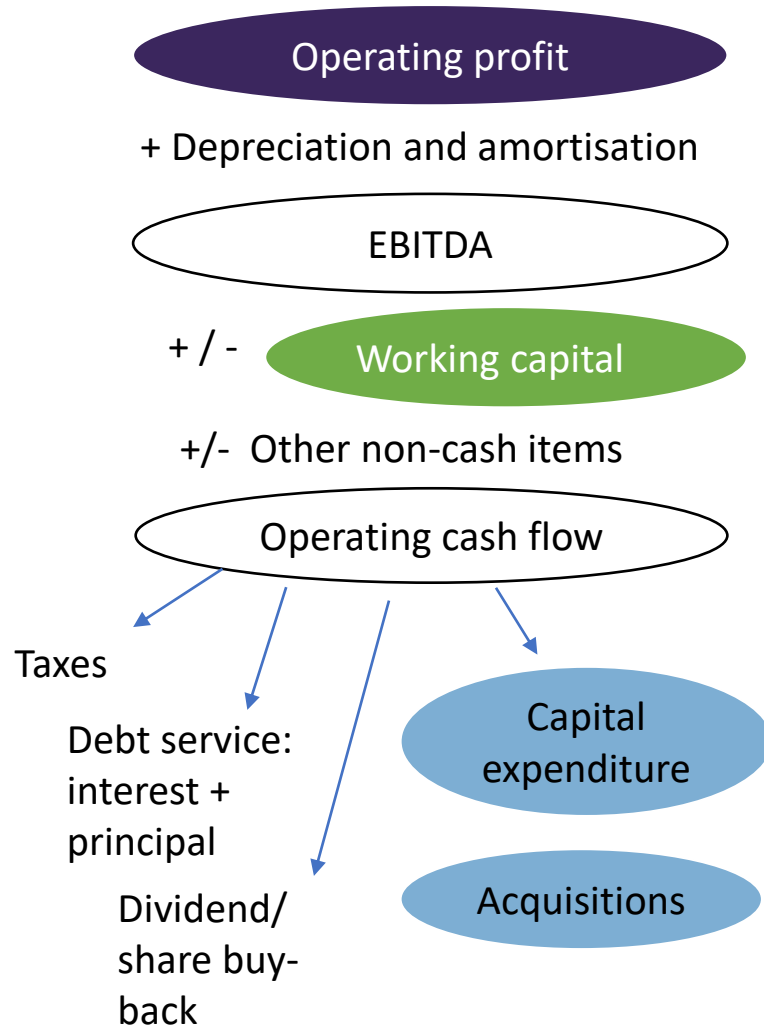 Operating profit
+ Depreciation and amortisation
EBITDA
+ / -
Working capital
+/- Other non-cash items
Operating cash flow
Taxes
Debt service:
interest +
principal
Dividend/
share buy-
back
Capital
expenditure
Acquisitions